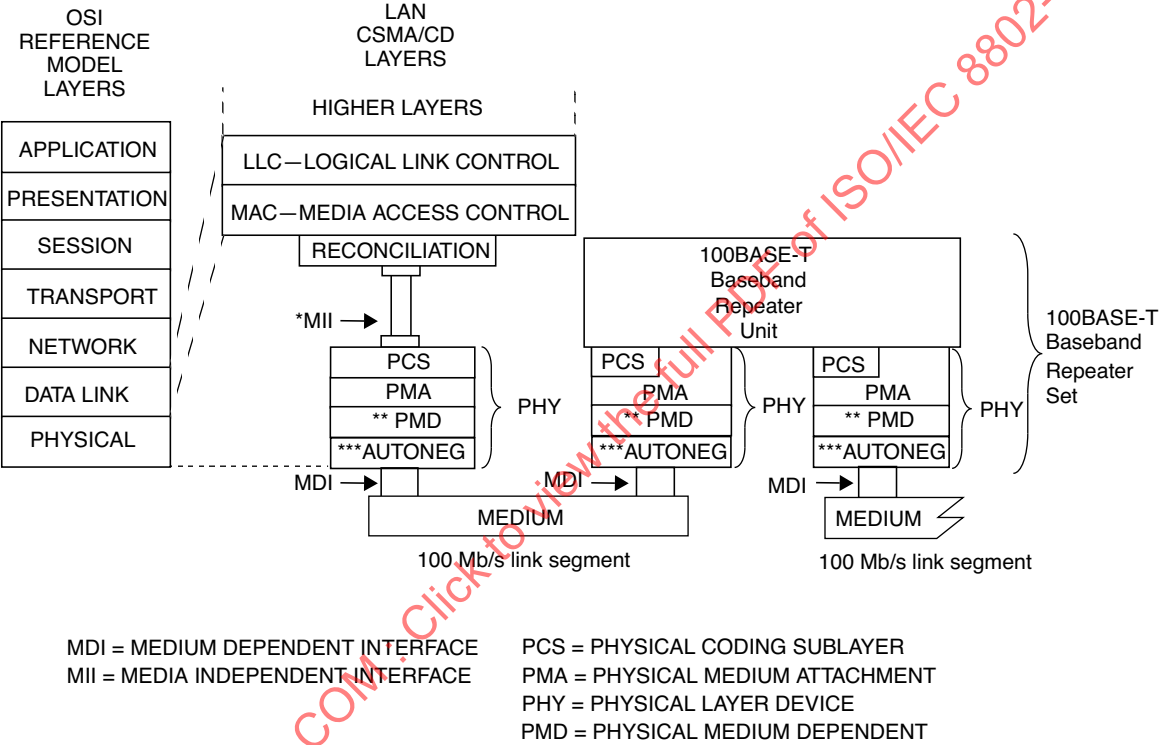 OSI
REFERENCE
MODEL
LAYERS
APPLICATION
PRESENTATION
SESSION
TRANSPORT
NETWORK
DATA LINK
PHYSICAL
LAN
CSMA/CD
LAYERS
HIGHER LAYERS
LLC—LOGICAL LINK CONTROL
MAC—MEDIA ACCESS CONTROL
RECONCILIATION
*MII
PCS
PMA
** PMD
***AUTONEG
PHY
MDI
100BASE-T
Baseband
Repeater
Unit
PCS
PMA
** PMD
***AUTONEG
PHY
MDI
PCS
PMA
** PMD
***AUTONEG
PHY
MDI
100BASE-T
Baseband
Repeater
Set
MEDIUM
100 Mb/s link segment
MEDIUM
100 Mb/s link segment
MDI = MEDIUM DEPENDENT INTERFACE
MII = MEDIA INDEPENDENT INTERFACE
PCS = PHYSICAL CODING SUBLAYER
PMA = PHYSICAL MEDIUM ATTACHMENT
PHY = PHYSICAL LAYER DEVICE
PMD = PHYSICAL MEDIUM DEPENDENT
COM : Click to view the full PDF of ISO/IEC 8802-